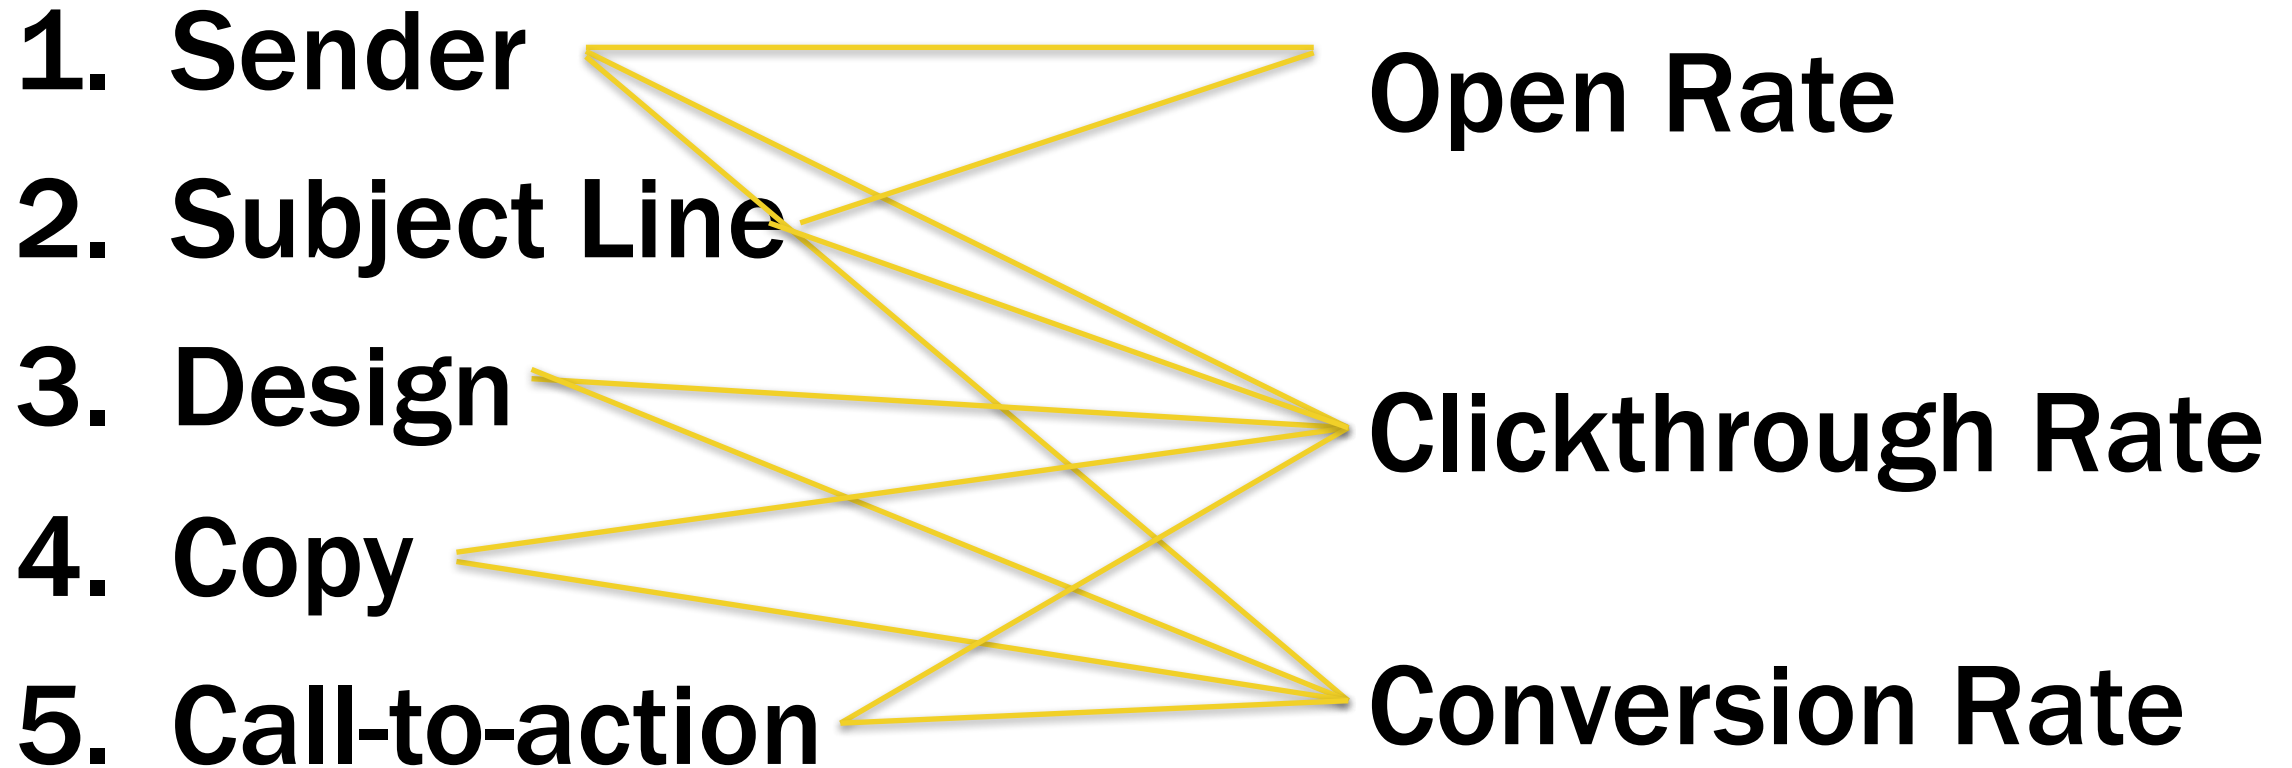 1. Sender
2. Subject Line
3. Design
4. Copy
5. Call-to-action
Open Rate
Clickthrough Rate
Conversion Rate